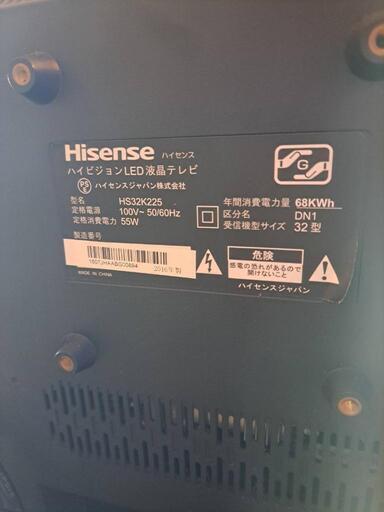 Hisense ハイセンス
ハイビジョンLED液晶テレビ
PS E ハイセンスジャパン株式会社
G
型名 HS32K225
定格電源 100V~ 50/60Hz
定格消費電力 55W
製造番号
年間消費電力量 68KWh
区分名 DN1
受信機型サイズ 32 型
2016年製
MADE IN CHINA
危険
感電の恐れがあるので
開けないこと
ハイセンスジャパン